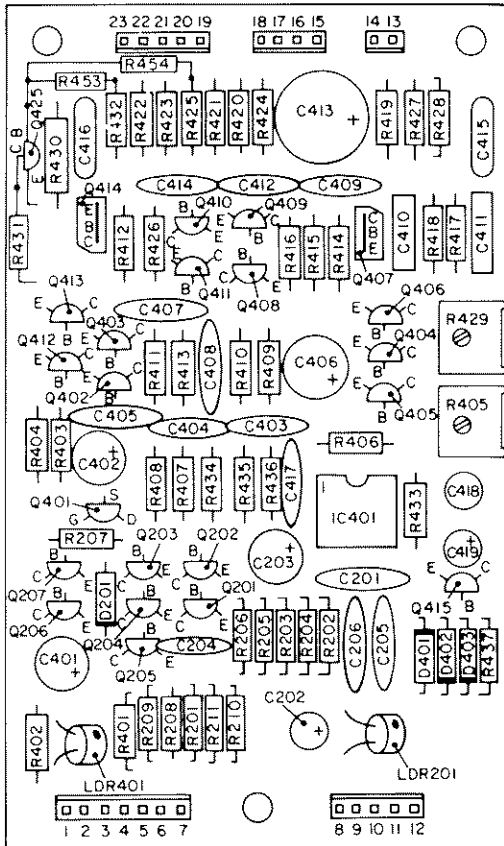 23 22 21 20 19
18 17 16 15
14 13
R454
R453
Q425
C B
E
R430
C416
R432
R422
R423
R425
R421
R420
R424
C413
+
R419
R427
R428
C415
R431
Q414
E B C
R412
R426
C414
C412
C409
Q410
C E
B
Q409
E C
B
R416
R415
R414
C B E
Q407
C410
R418
R417
C411
B
C E
Q411
B
E C
Q408
Q413
E C
B
Q403
E C
B
Q412
E C
B
Q402
B
C E
C407
R411
R413
C408
R410
R409
C406
+
Q406
E C
B
Q404
E C
B
Q405
E C
B
R429
R405
C405
C404
C403
R404
R403
C402
+
R408
R407
R434
R435
R436
C417
R406
IC401
R433
C418
C419
+
Q401
S
G D
R207
Q203
Q202
B
C E
Q207
B
C
Q206
D201
B
C E
B
E
Q201
B
C
Q204
B
C E
Q205
C203
+
C201
E C
B
Q415
C401
+
C204
R206
R205
R203
R204
R202
C206
C205
D401
D402
D403
R437
R402
LDR401
R401
R209
R208
R201
R211
R210
C202
+
LDR201
1 2 3 4 5 6 7
8 9 10 11 12